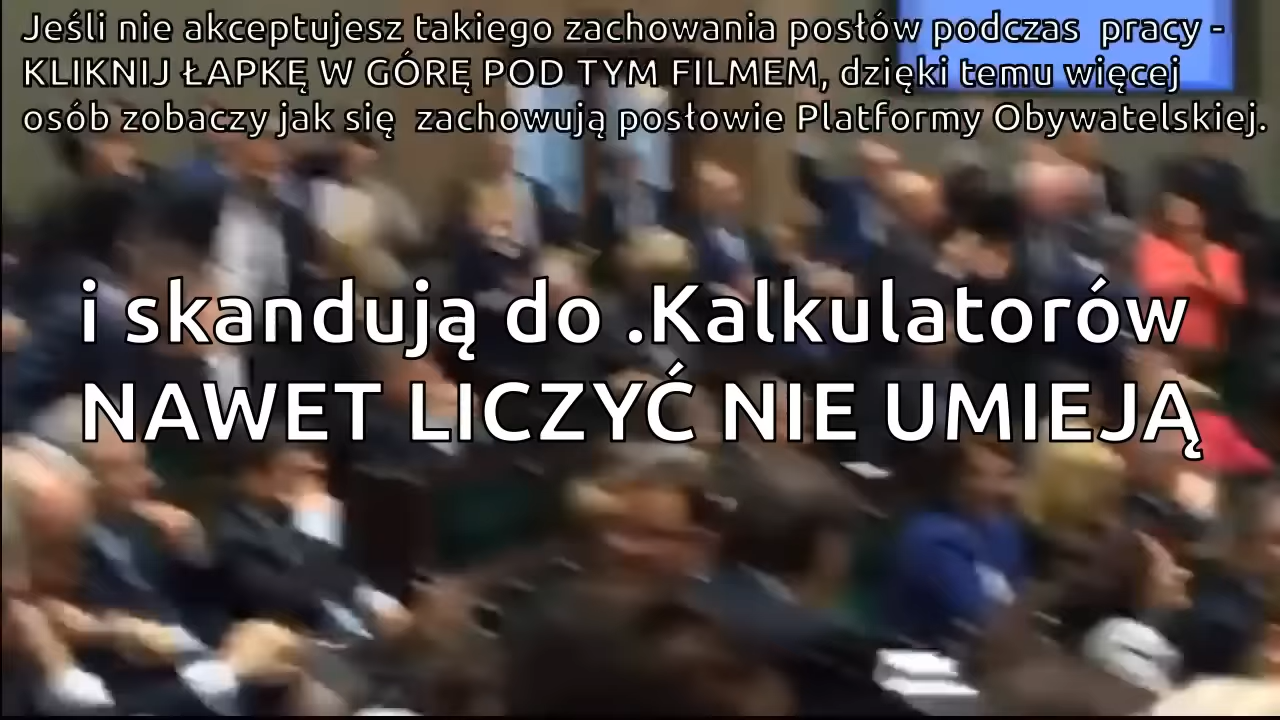 Jeśli nie akceptujesz takiego zachowania posłów podczas  pracy -
KLIKNIJ ŁAPKĘ W GÓRĘ POD TYM FILMEM, dzięki temu więcej
osób zobaczy jak się  zachowują posłowie Platformy Obywatelskiej.
i skandują do .Kalkulatorów
NAWET LICZYĆ NIE UMIEJĄ